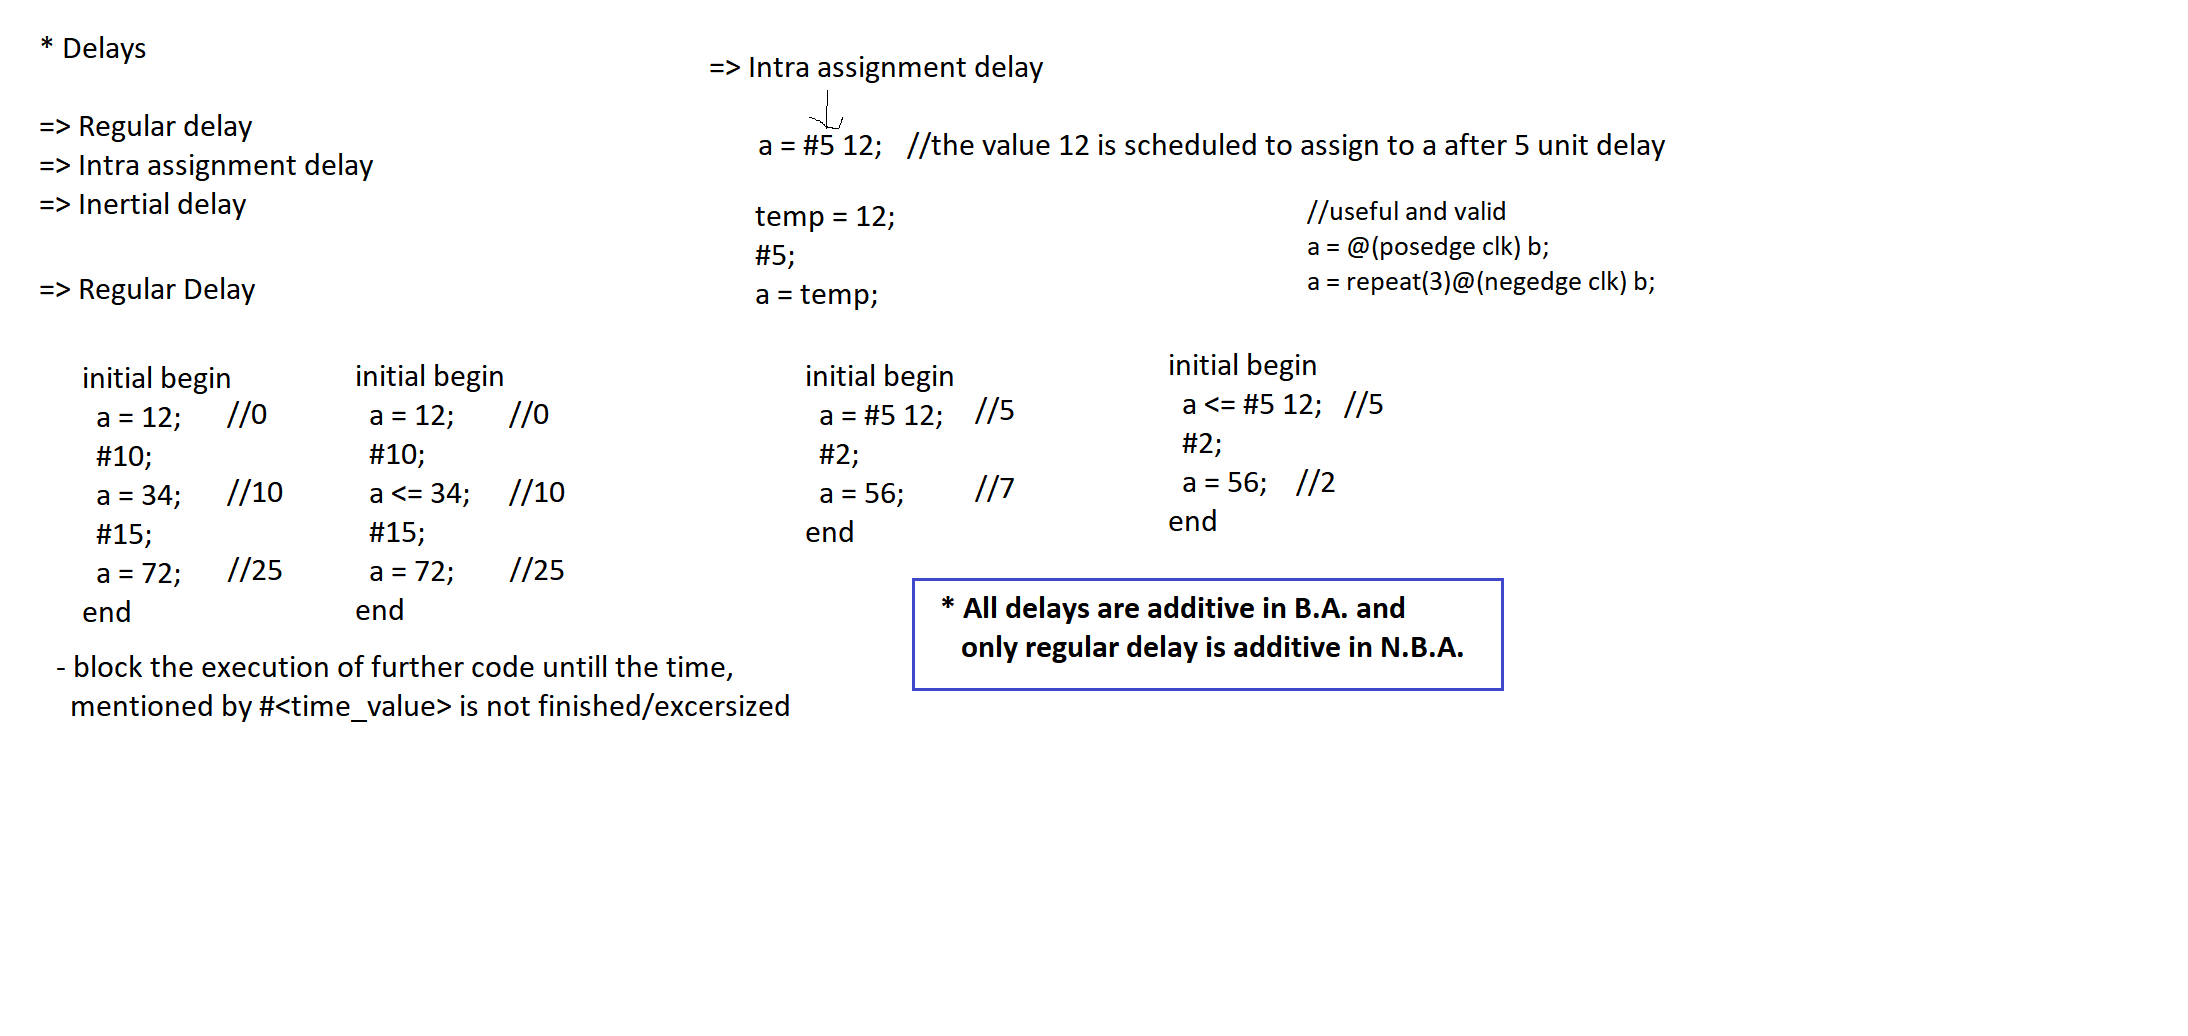 * Delays
=> Regular delay
=> Intra assignment delay
=> Inertial delay
=> Regular Delay
initial begin
a = 12; //0
#10;
a = 34; //10
#15;
a = 72; //25
end
initial begin
a = 12; //0
#10;
a <= 34; //10
#15;
a = 72; //25
end
- block the execution of further code untill the time,
mentioned by #<time_value> is not finished/excersized
=> Intra assignment delay
a = #5 12; //the value 12 is scheduled to assign to a after 5 unit delay
temp = 12;
#5;
a = temp;
//useful and valid
a = @(posedge clk) b;
a = repeat(3)@(negedge clk) b;
initial begin
a = #5 12; //5
#2;
a = 56; //7
end
initial begin
a <= #5 12; //5
#2;
a = 56; //2
end
* All delays are additive in B.A. and
only regular delay is additive in N.B.A.